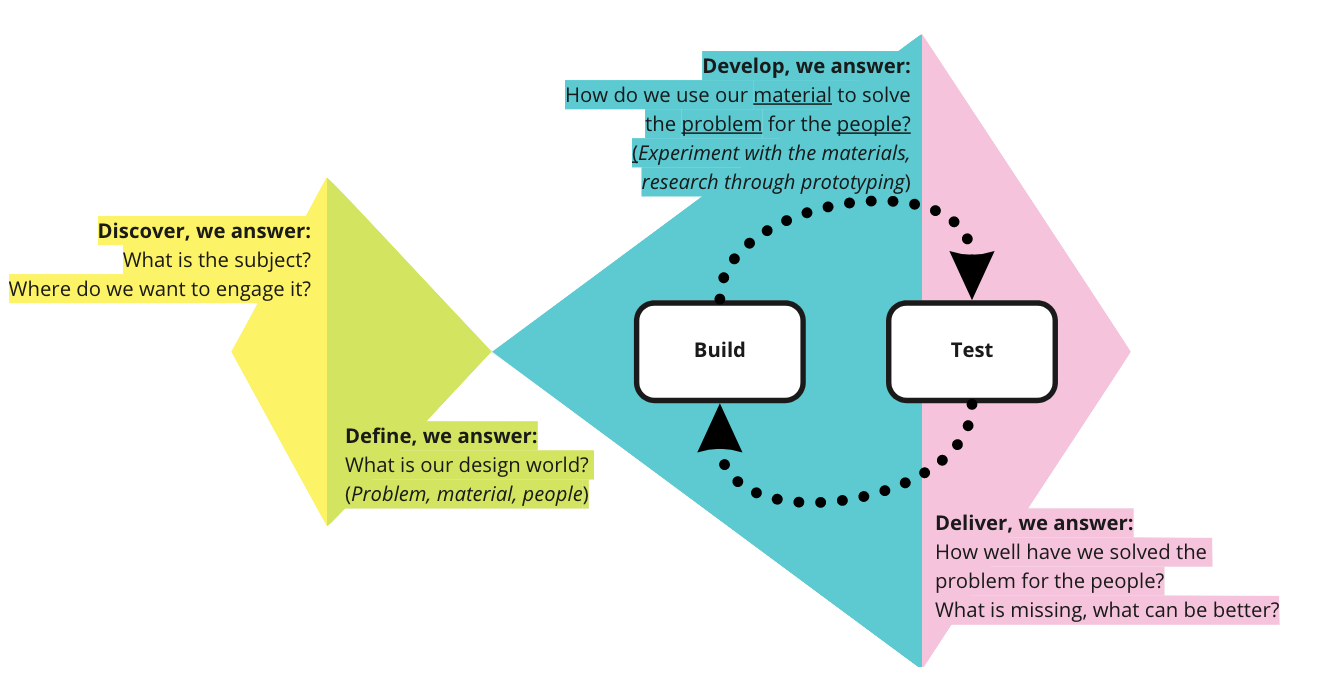 Discover, we answer:
What is the subject?
Where do we want to engage it?
Define, we answer:
What is our design world?
(Problem, material, people)
Develop, we answer:
How do we use our material to solve
the problem for the people?
(Experiment with the materials,
research through prototyping)
Build
Test
Deliver, we answer:
How well have we solved the
problem for the people?
What is missing, what can be better?